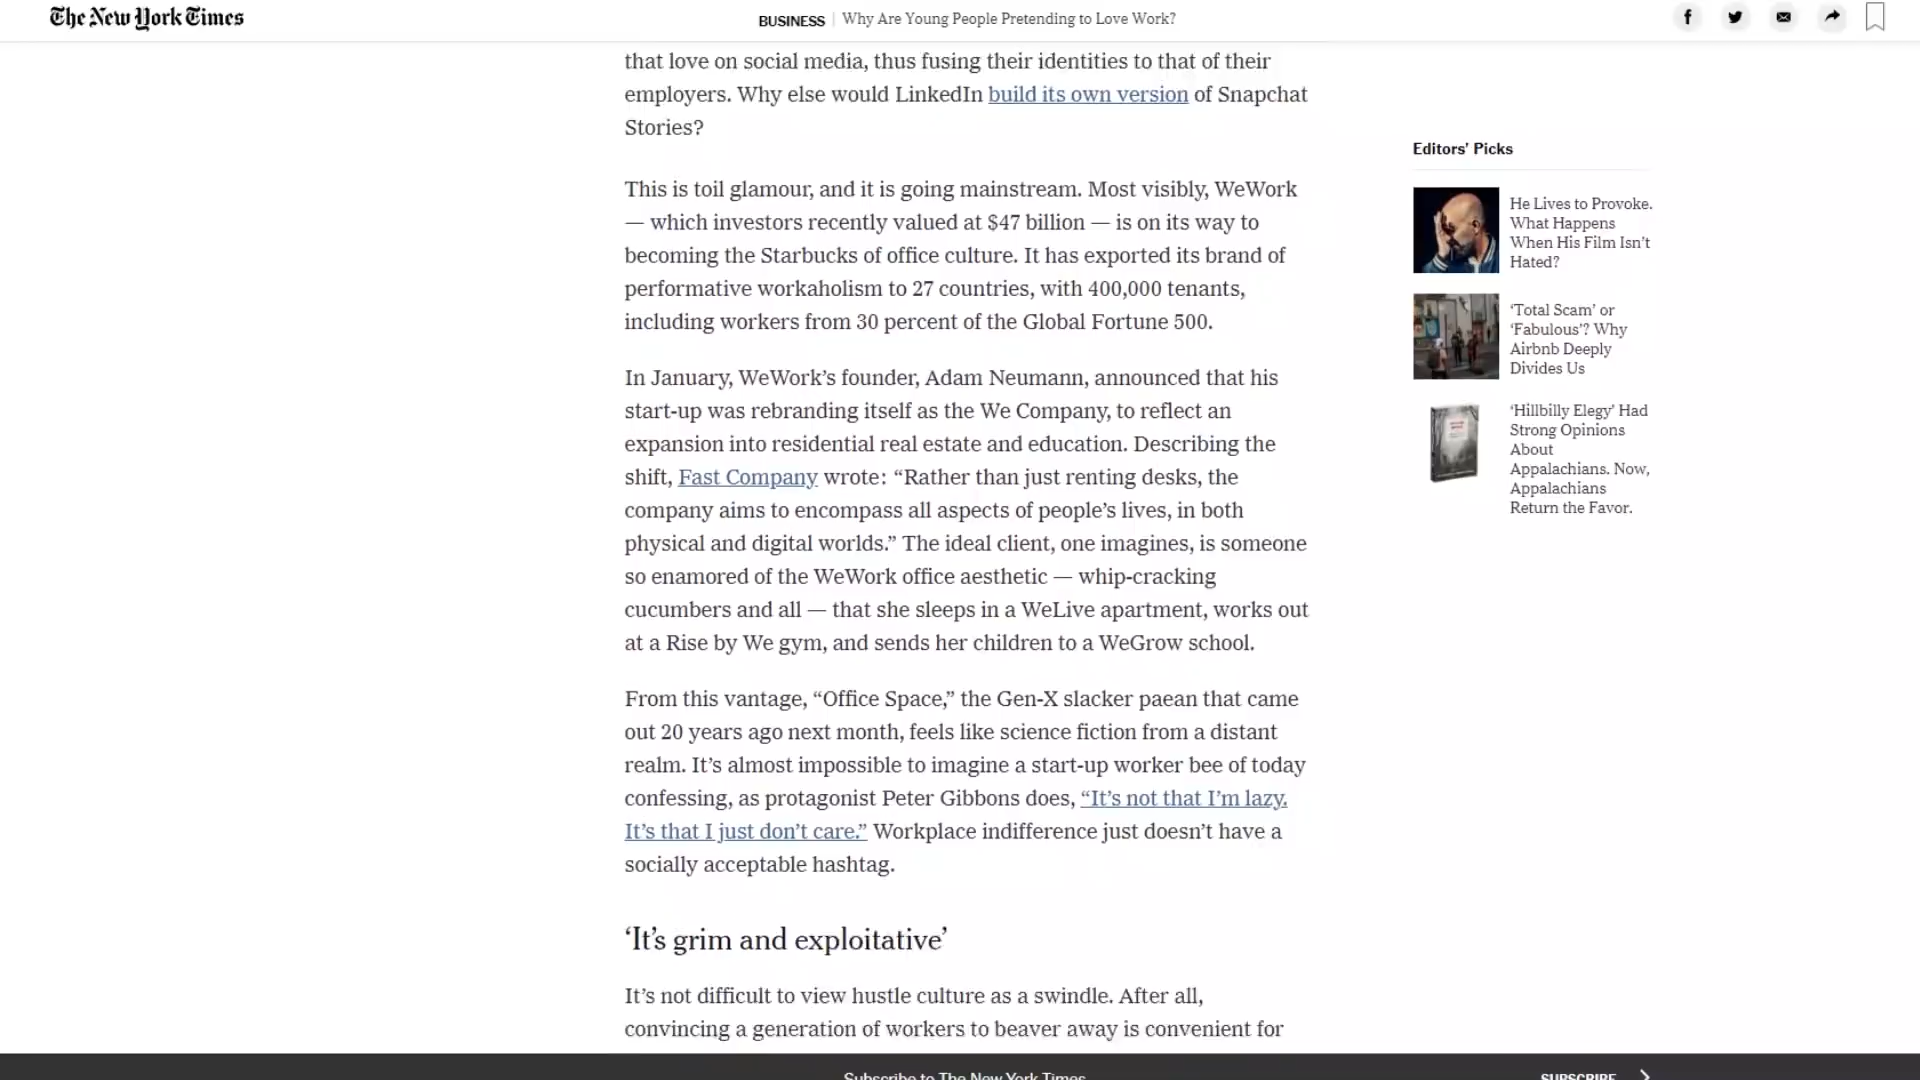 The New York Times
BUSINESS Why Are Young People Pretending to Love Work?
that love on social media, thus fusing their identities to that of their
employers. Why else would LinkedIn build its own version of Snapchat
Stories?
This is toil glamour, and it is going mainstream. Most visibly, WeWork
— which investors recently valued at $47 billion — is on its way to
becoming the Starbucks of office culture. It has exported its brand of
performative workaholism to 27 countries, with 400,000 tenants,
including workers from 30 percent of the Global Fortune 500.
In January, WeWork’s founder, Adam Neumann, announced that his
start-up was rebranding itself as the We Company, to reflect an
expansion into residential real estate and education. Describing the
shift, Fast Company wrote: “Rather than just renting desks, the
company aims to encompass all aspects of people’s lives, in both
physical and digital worlds.” The ideal client, one imagines, is someone
so enamored of the WeWork office aesthetic — whip-cracking
cucumbers and all — that she sleeps in a WeLive apartment, works out
at a Rise by We gym, and sends her children to a WeGrow school.
From this vantage, “Office Space,” the Gen-X slacker paean that came
out 20 years ago next month, feels like science fiction from a distant
realm. It’s almost impossible to imagine a start-up worker bee of today
confessing, as protagonist Peter Gibbons does, “It’s not that I’m lazy.
It’s that I just don’t care.” Workplace indifference just doesn’t have a
socially acceptable hashtag.
‘It’s grim and exploitative’
It’s not difficult to view hustle culture as a swindle. After all,
convincing a generation of workers to beaver away is convenient for
Editors’ Picks
He Lives to Provoke.
What Happens
When His Film Isn’t
Hated?
‘Total Scam’ or
‘Fabulous’? Why
Airbnb Deeply
Divides Us
‘Hillbilly Elegy’ Had
Strong Opinions
About
Appalachians. Now,
Appalachians
Return the Favor.
Subscribe to The New York Times
SUBSCRIBE